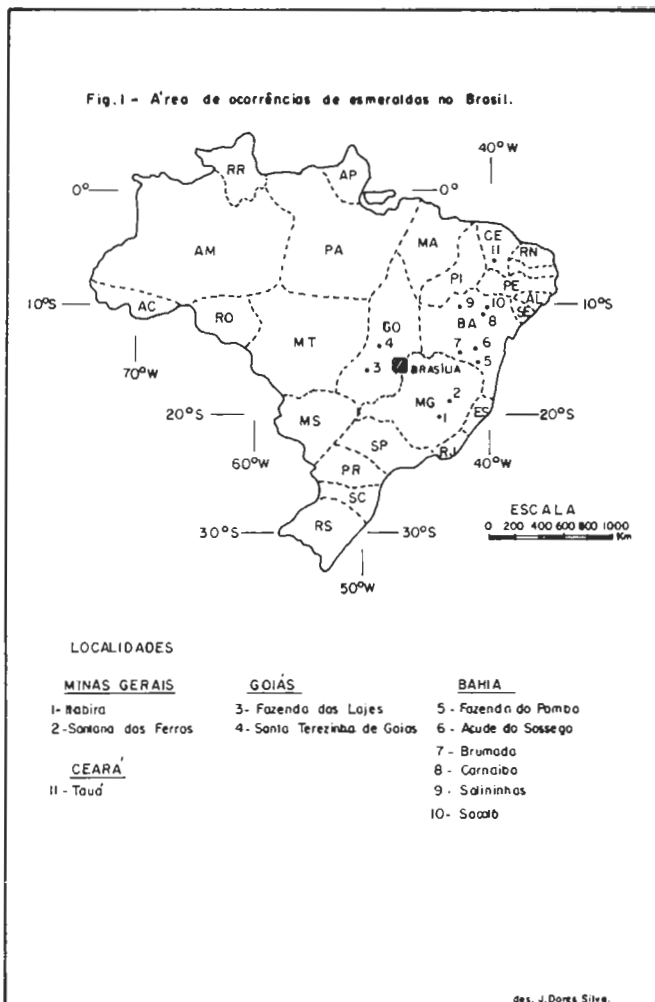 Fig. 1 - Área de ocorrências de esmeraldas no Brasil.
40°W
RR
AP
0°
0°
CE
11
RN
MA
AM
PA
PI
PE
9
10
AL
10°S
AC
SE
10°S
8
BA
RO
GO
MT
4
7
6
70°W
3
BRASÍLIA
5
2
MG
ES
20°S
MS
1
20°S
SP
RJ
60°W
40°W
PR
SC
ESCALA
RS
0 200 400 600 800 1000
Km
30°S
30°S
50°W
LOCALIDADES
MINAS GERAIS
1- Itabira
2- Santana dos Ferros
CEARÁ
11 - Tauá
GOIÁS
3- Fazenda das Lajes
4- Santa Terezinha de Goias
BAHIA
5 - Fazenda do Pombo
6 - Acude do Sossego
7 - Brumado
8 - Carnaiba
9 - Salininhas
10- Socotó
des. J. Dores Silva.